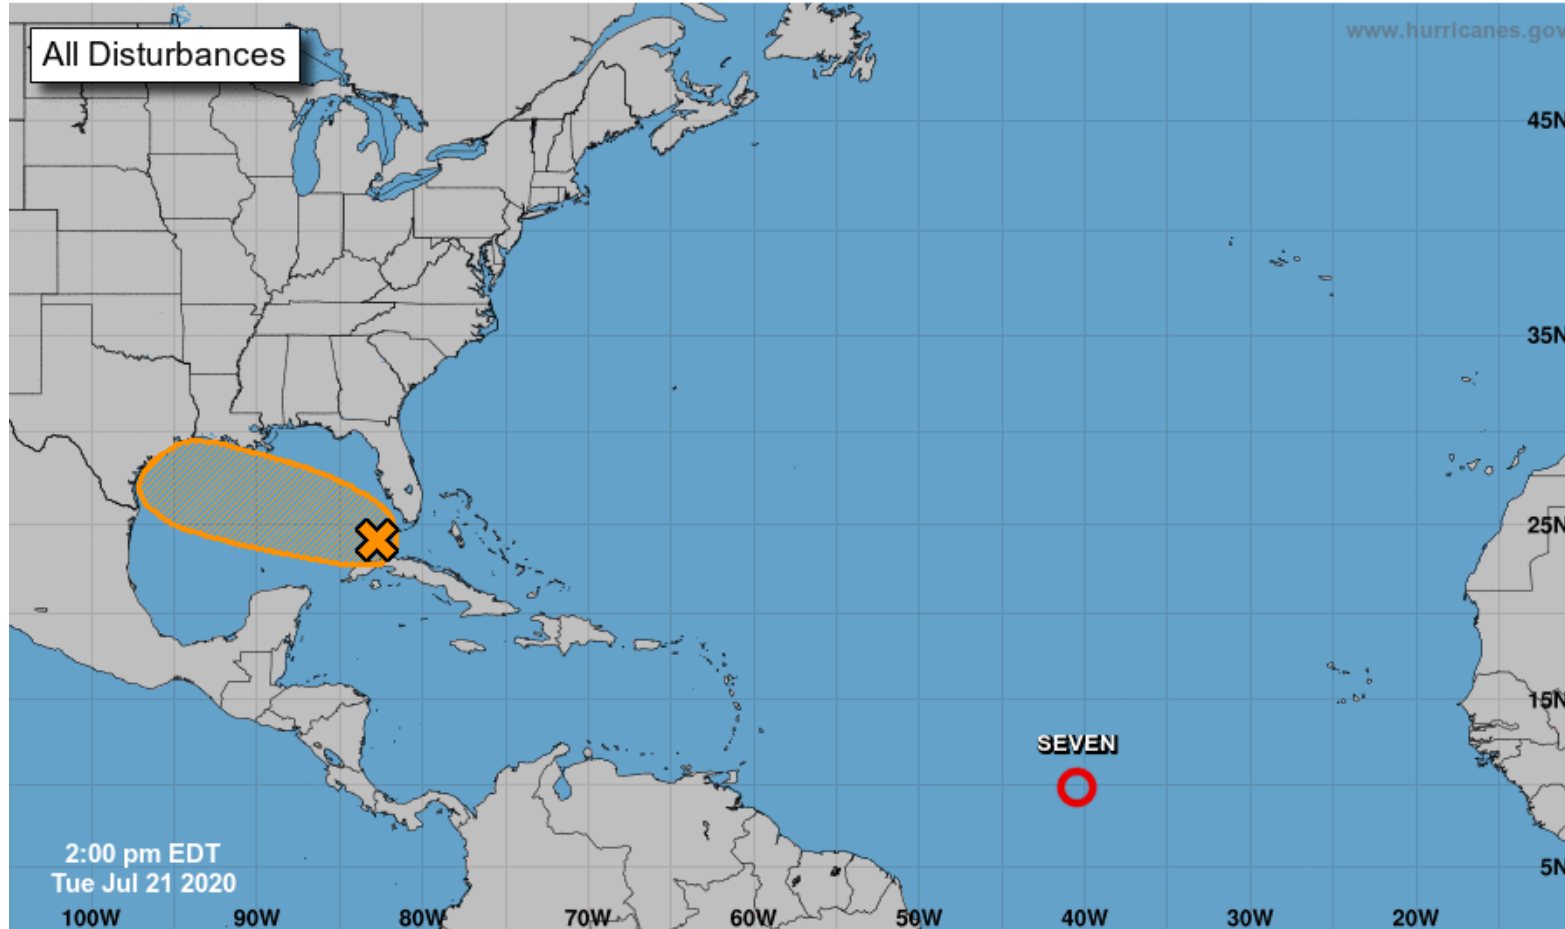 All Disturbances
www.hurricanes.gov
45N
35N
25N
15N
SEVEN
5N
2:00 pm EDT
Tue Jul 21 2020
100W 90W 80W 70W 60W 50W 40W 30W 20W